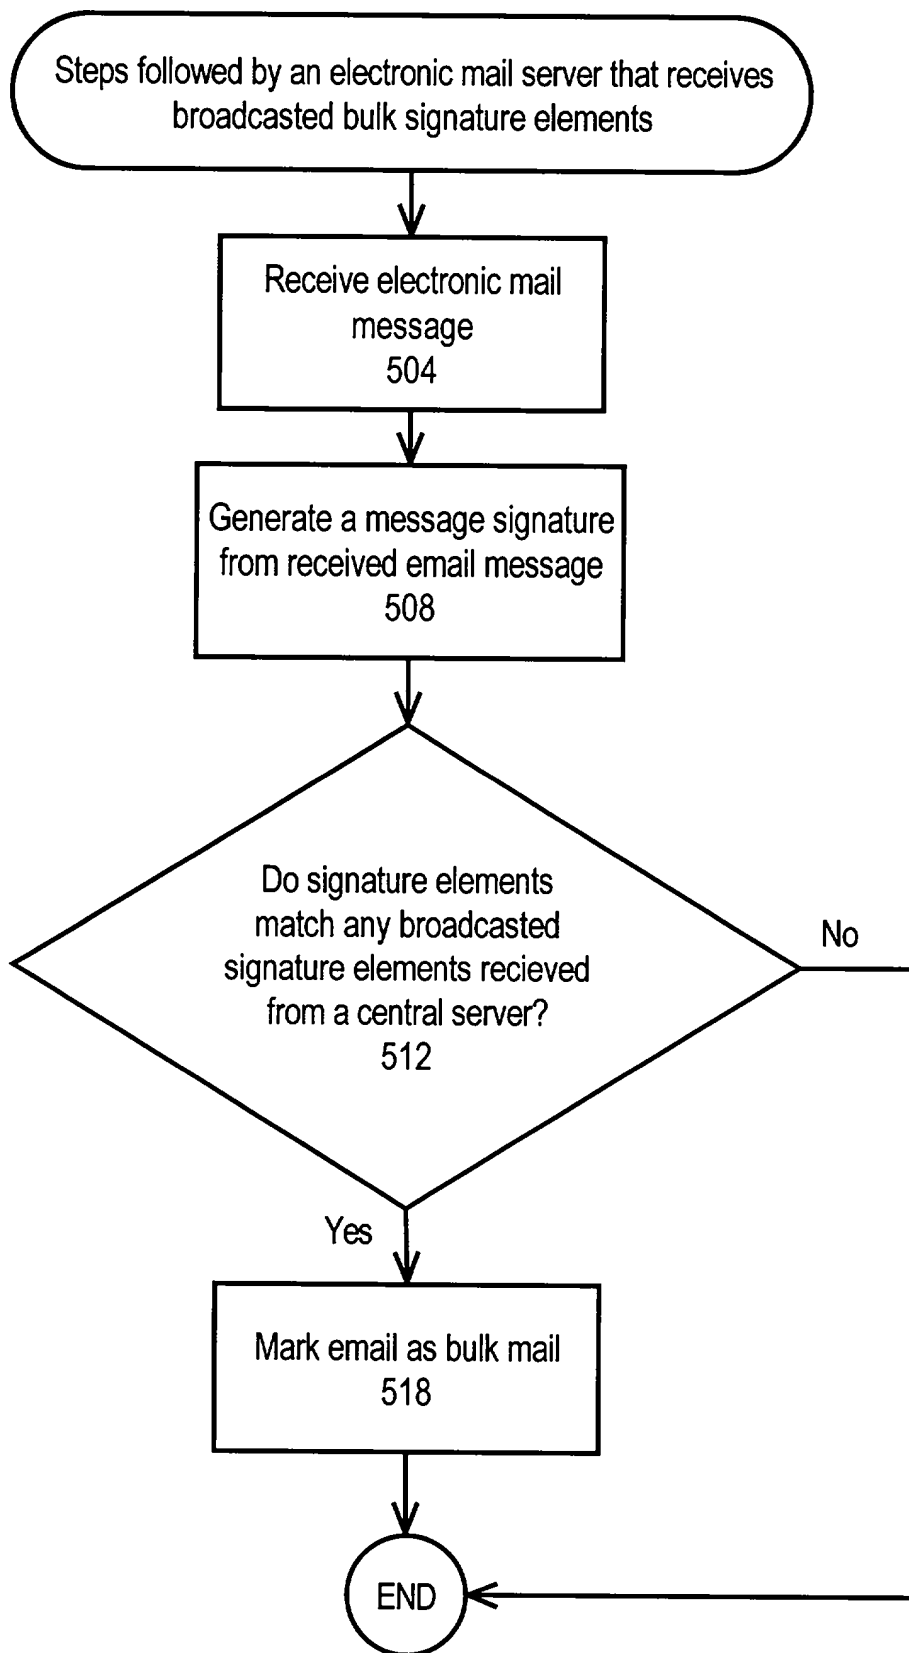 Steps followed by an electronic mail server that receives
broadcasted bulk signature elements
Receive electronic mail
message
504
Generate a message signature
from received email message
508
Do signature elements
match any broadcasted
signature elements recieved
from a central server?
512
No
Yes
Mark email as bulk mail
518
END